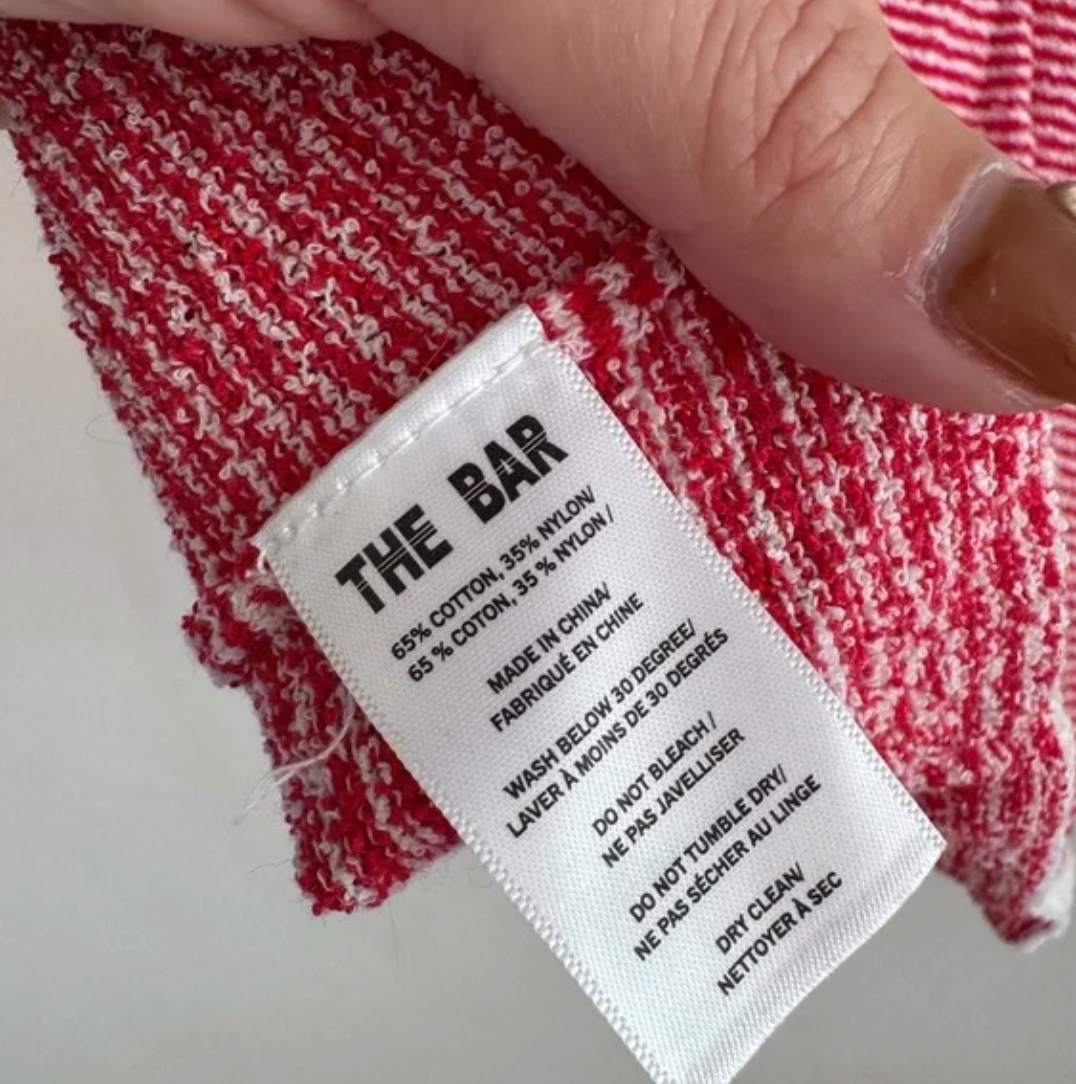 THE BAR
65% COTTON, 35% NYLON/
65 % COTON, 35 % NYLON /
MADE IN CHINA/
FABRIQUÉ EN CHINE
WASH BELOW 30 DEGREE/
LAVER À MOINS DE 30 DEGRÉS
DO NOT BLEACH /
NE PAS JAVELLISER
DO NOT TUMBLE DRY/
NE PAS SÉCHER AU LINGE
DRY CLEAN/
NETTOYER À SEC